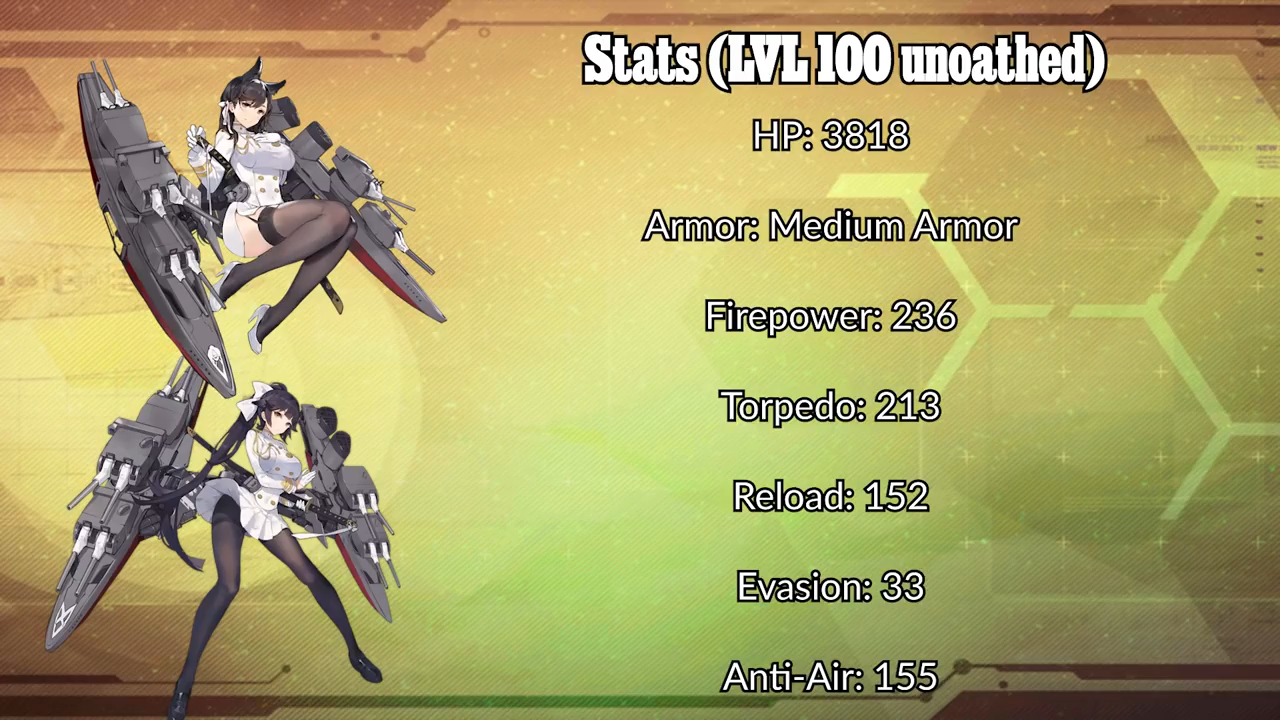 Stats (LVL 100 unoathed)
HP: 3818
Armor: Medium Armor
Firepower: 236
Torpedo: 213
Reload: 152
Evasion: 33
Anti-Air: 155